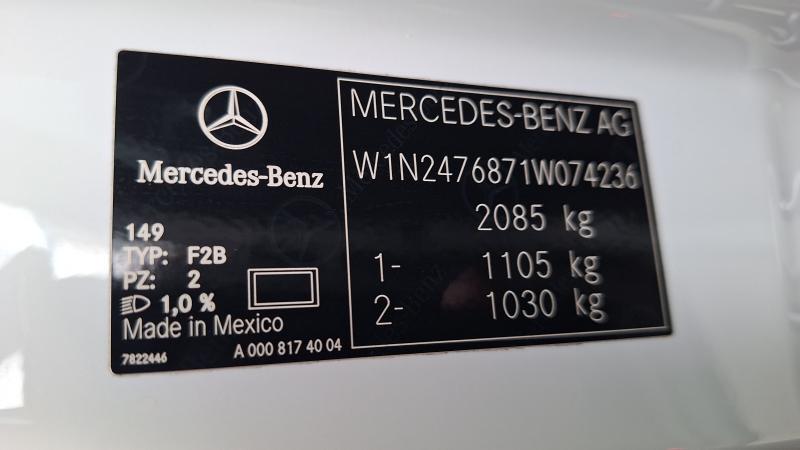 Mercedes-Benz
149
TYP: F2B
PZ: 2
1,0 %
Made in Mexico
7822446 A 000 817 40 04
MERCEDES-BENZ AG
W1N2476871W074236
2085 kg
1- 1105 kg
2- 1030 kg